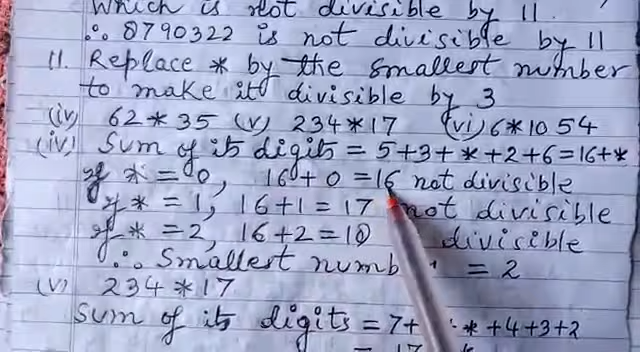 which is not divisible by 11.
∴ 8790322 is not divisible by 11
11. Replace * by the smallest number
to make it divisible by 3
(iv) 62*35 (v) 234*17 (vi) 6*1054
(iv) Sum of its digits = 5+3+*+2+6=16+*
If * = 0, 16+0=16 not divisible
If * = 1, 16+1=17 not divisible
If * = 2, 16+2=18 divisible
∴ Smallest = 2
(v) 234*17
Sum of its digits = 7+ *+4+3+2
= 17